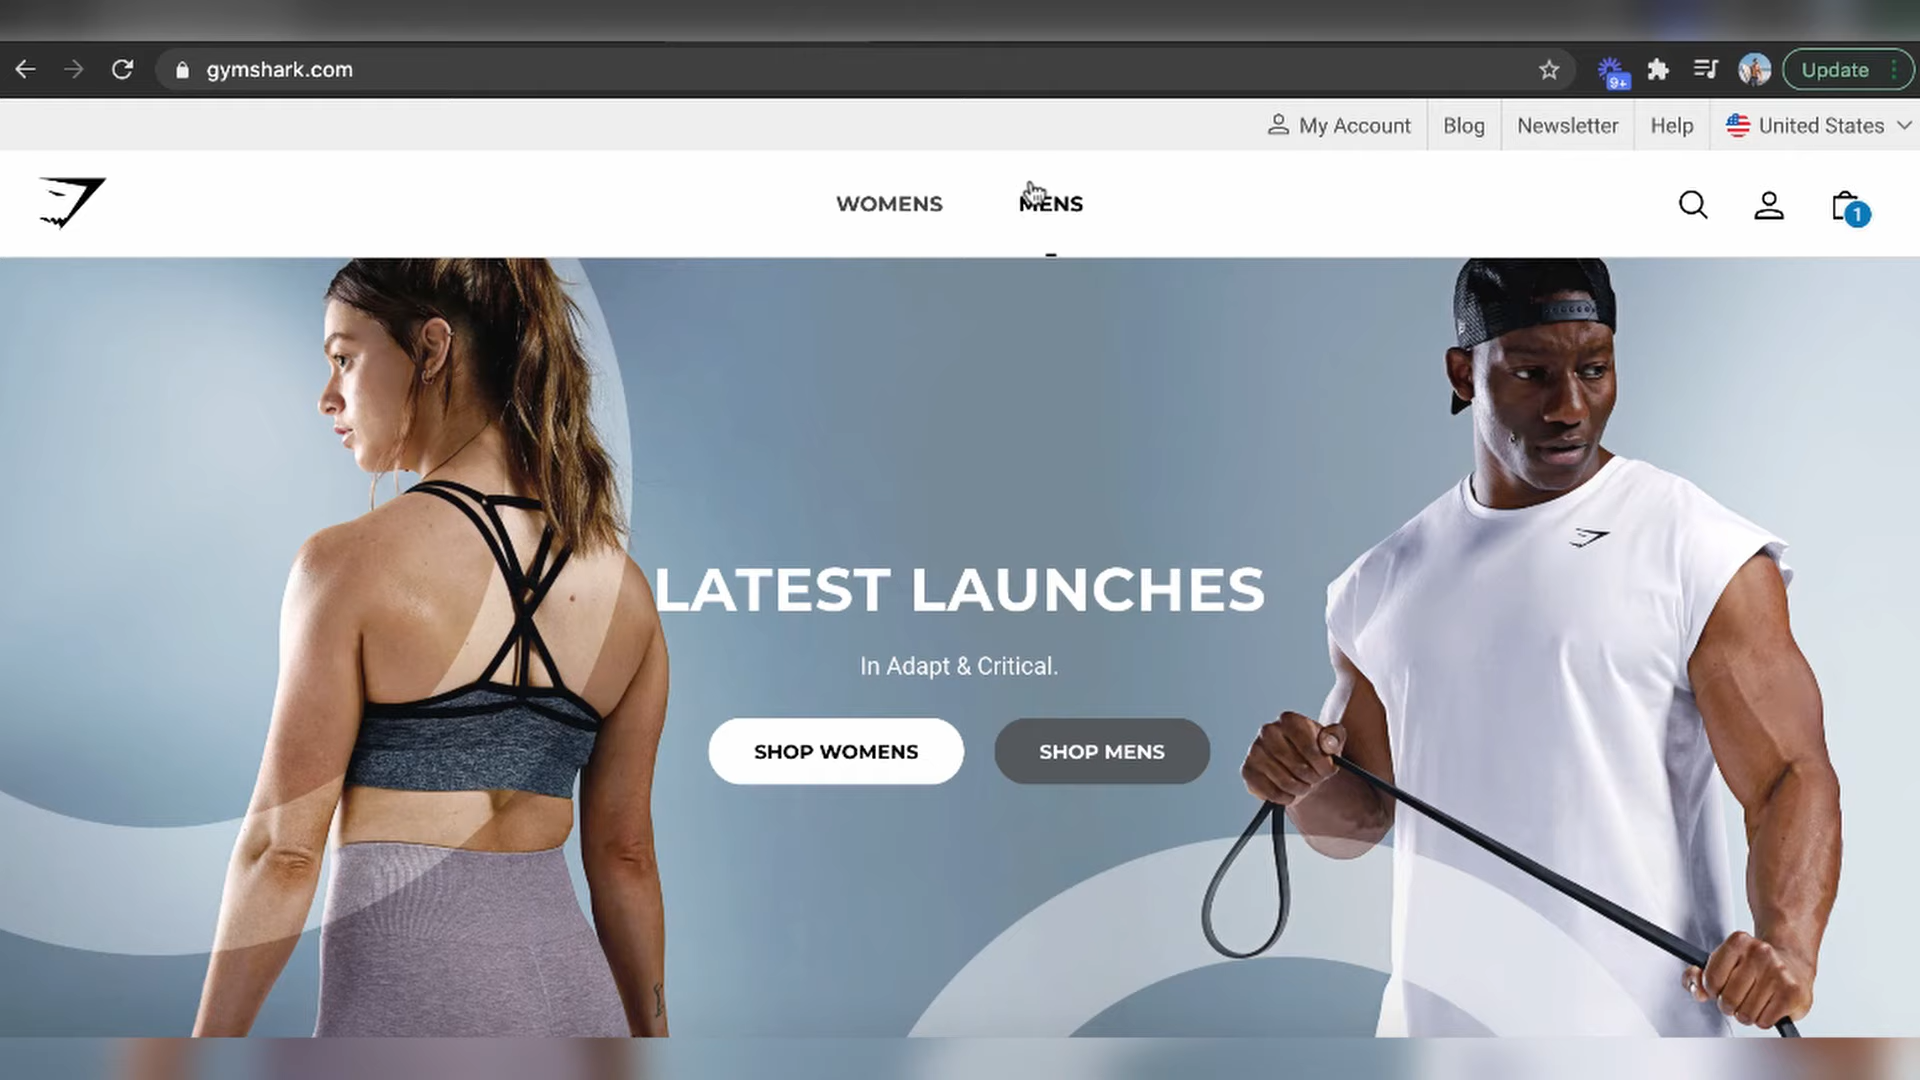 gymshark.com
9+
Update
My Account
Blog
Newsletter
Help
United States
WOMENS
MENS
1
LATEST LAUNCHES
In Adapt & Critical.
SHOP WOMENS
SHOP MENS